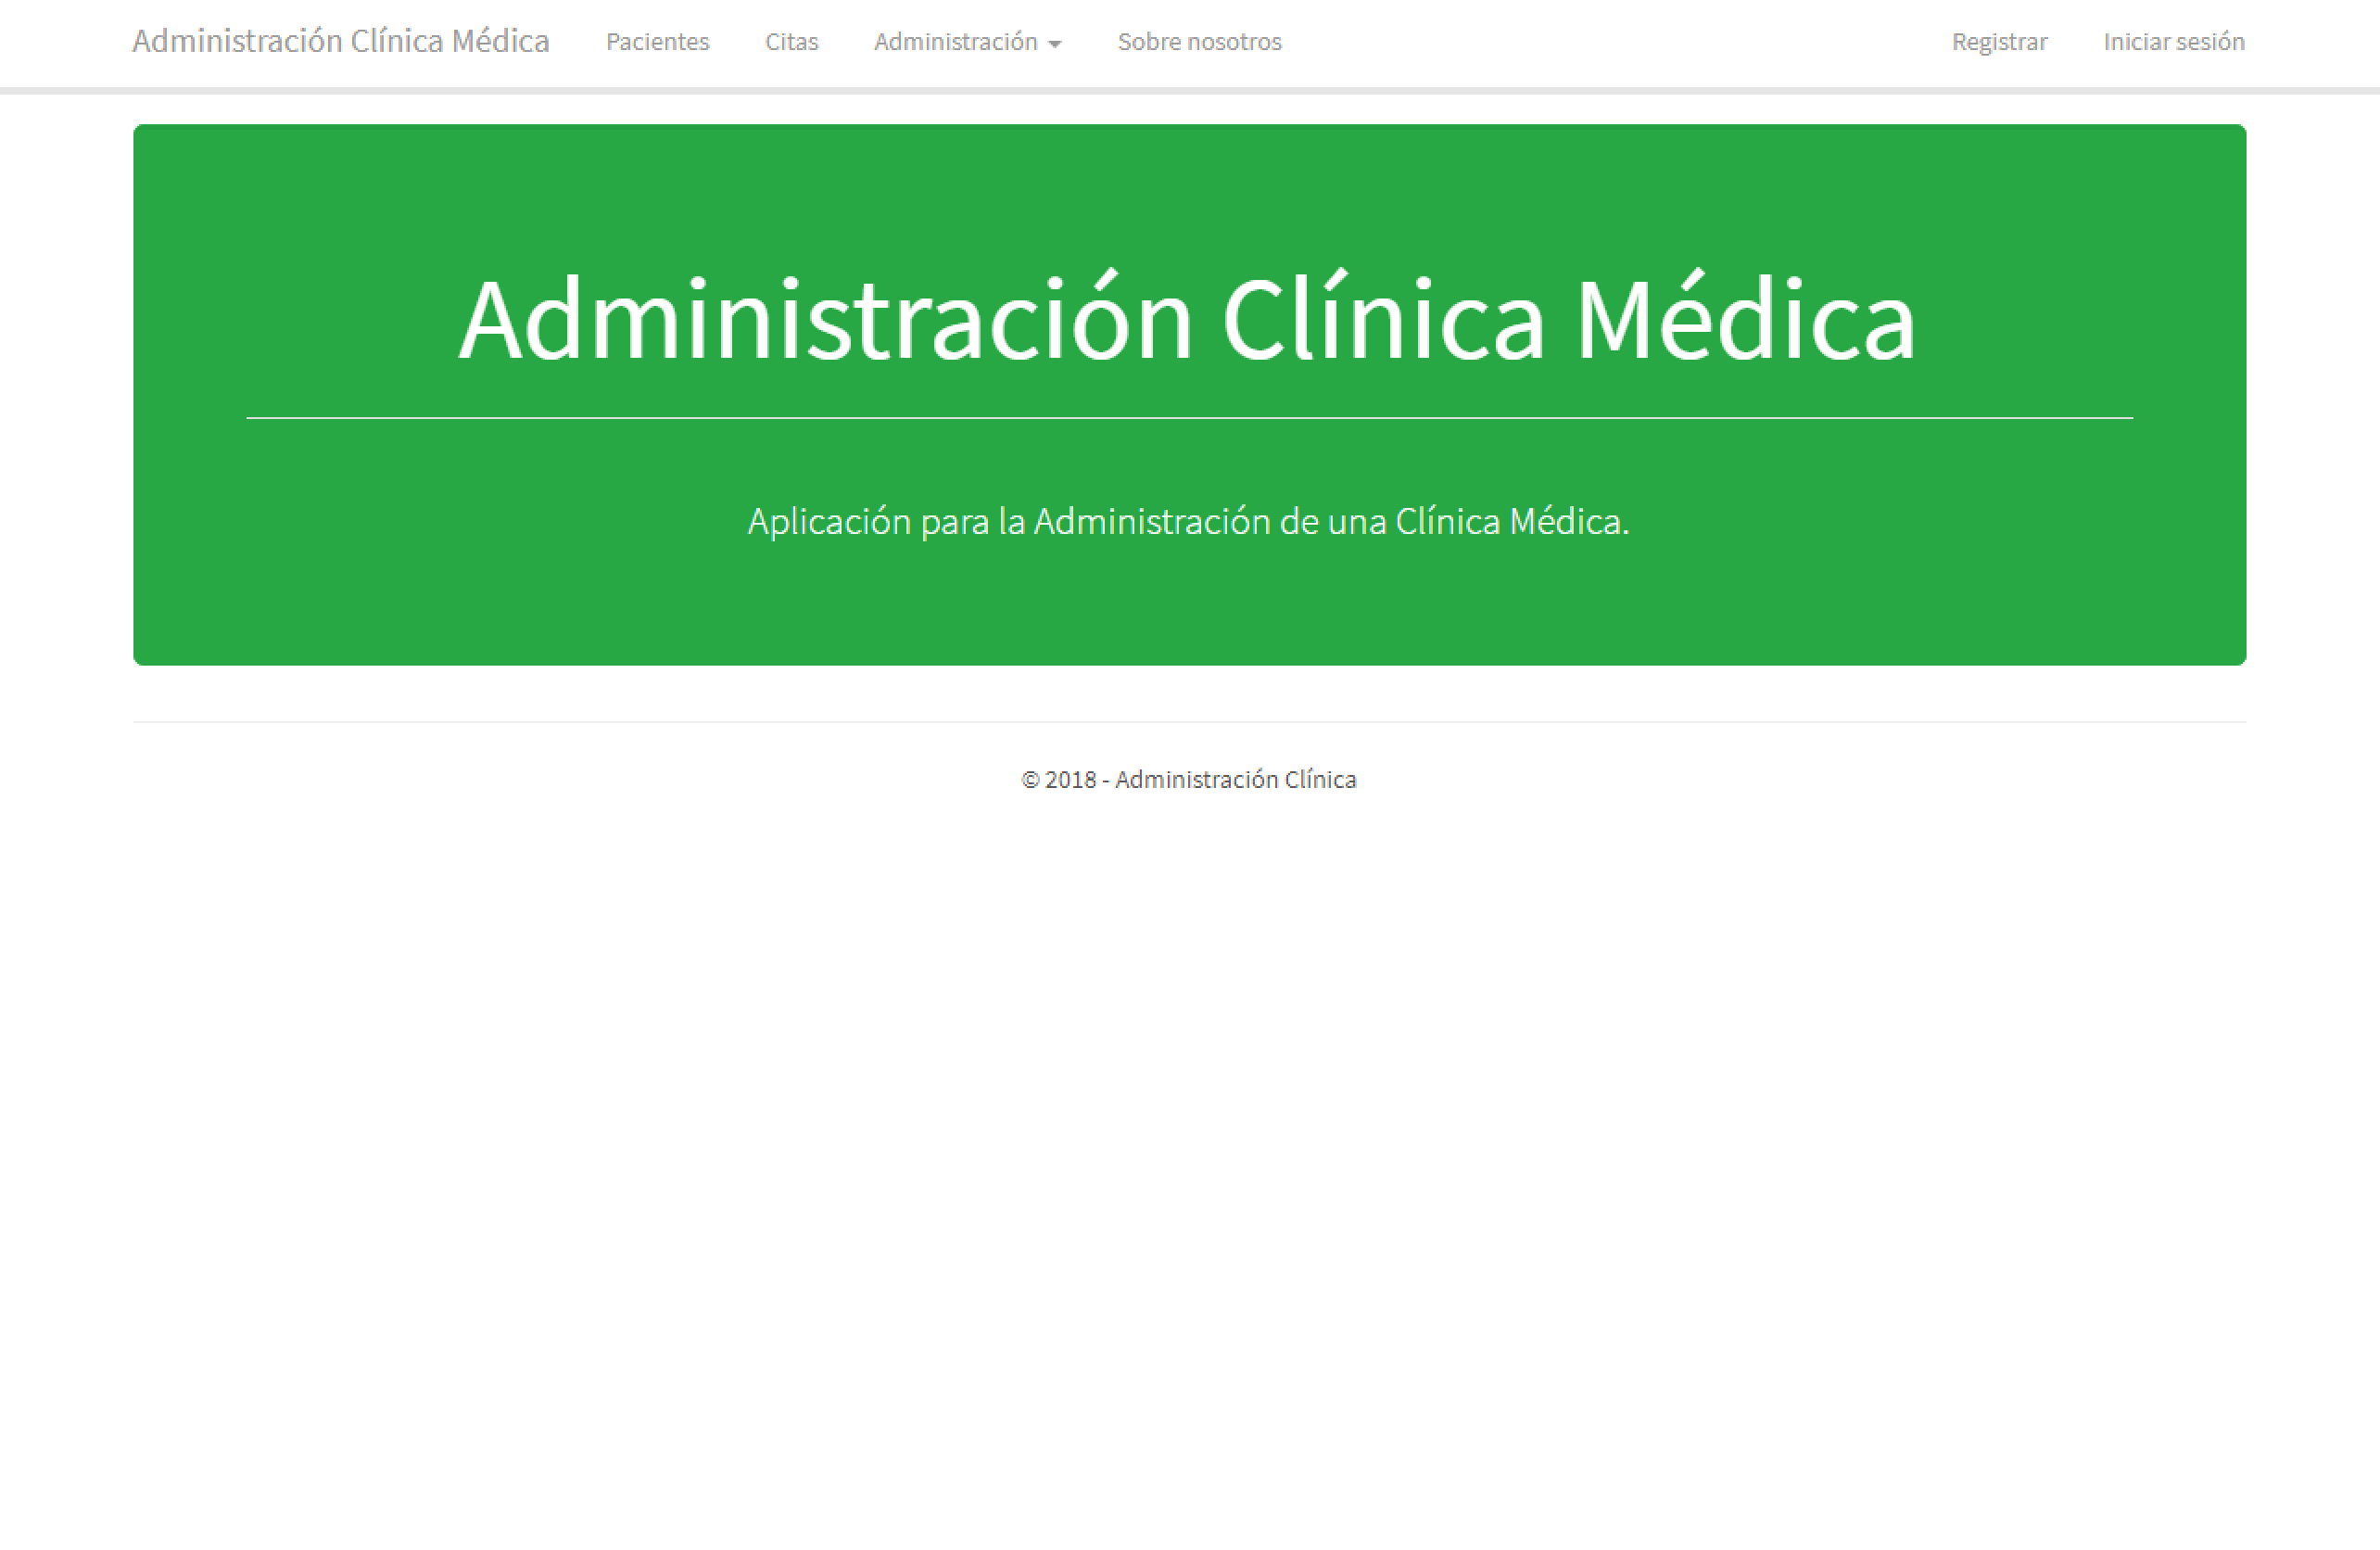 Administración Clínica Médica Pacientes Citas Administración Sobre nosotros Registrar Iniciar sesión
Administración Clínica Médica
Aplicación para la Administración de una Clínica Médica.
© 2018 - Administración Clínica